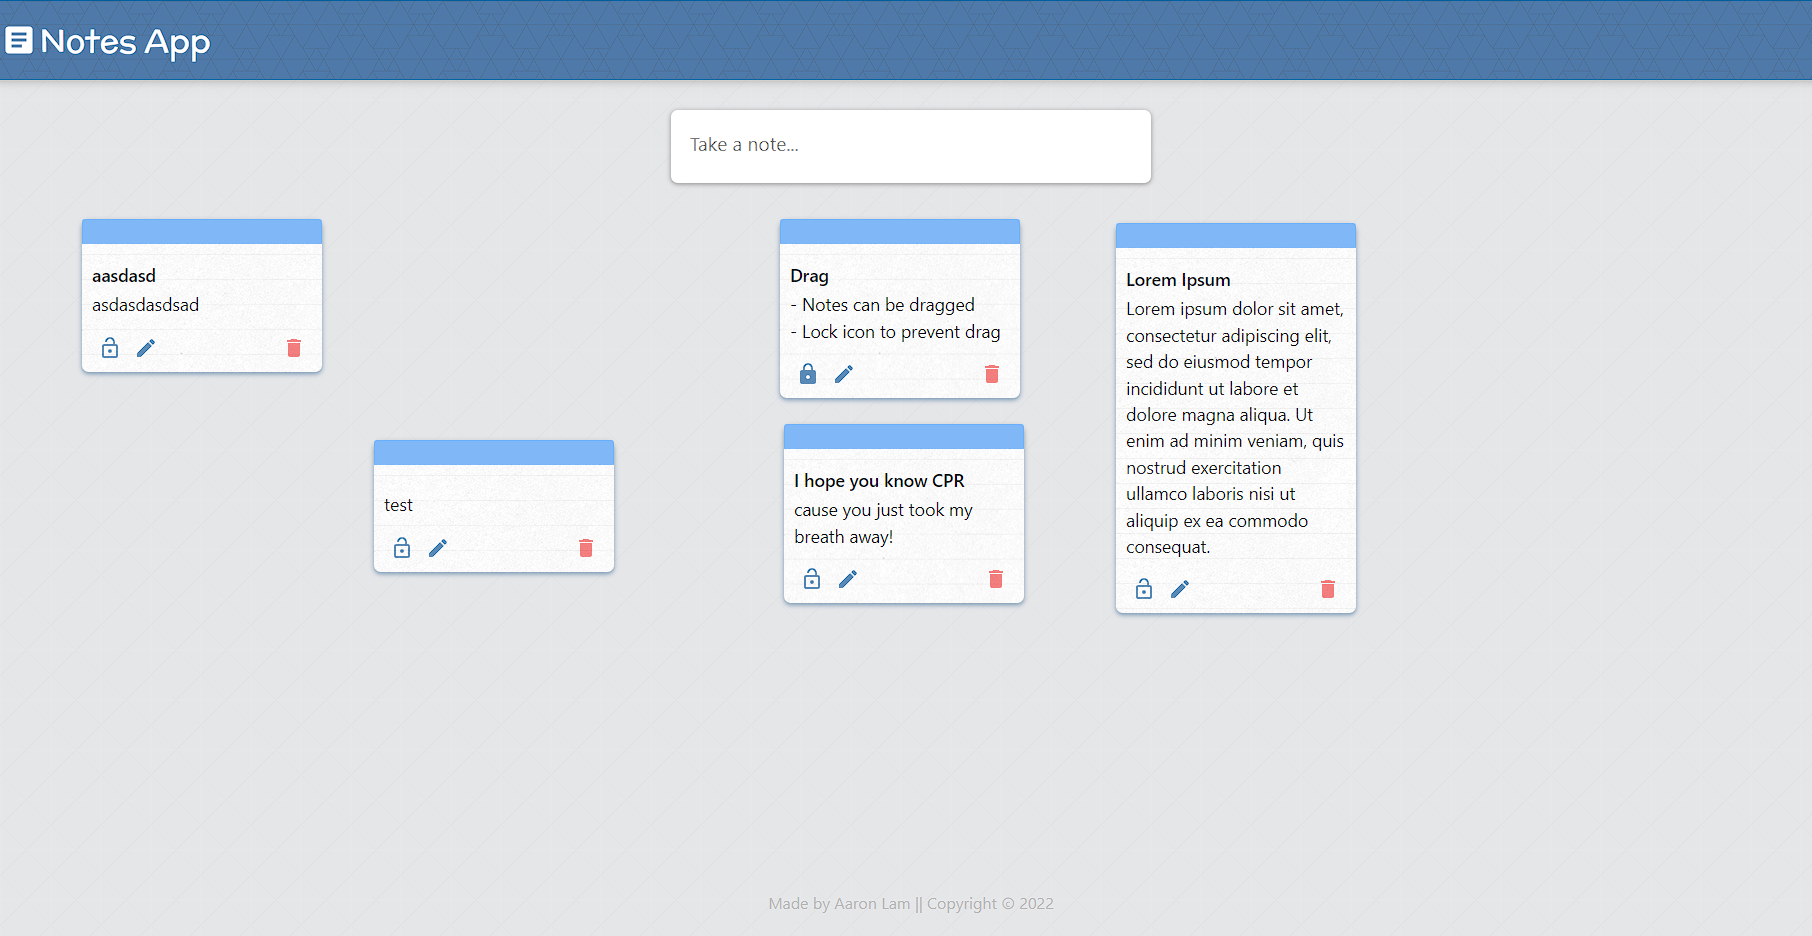 Notes App
Take a note...
aasdasd
asdasdasdsad
test
Drag
- Notes can be dragged
- Lock icon to prevent drag
I hope you know CPR
cause you just took my
breath away!
Lorem Ipsum
Lorem ipsum dolor sit amet,
consectetur adipiscing elit,
sed do eiusmod tempor
incididunt ut labore et
dolore magna aliqua. Ut
enim ad minim veniam, quis
nostrud exercitation
ullamco laboris nisi ut
aliquip ex ea commodo
consequat.
Made by Aaron Lam || Copyright © 2022